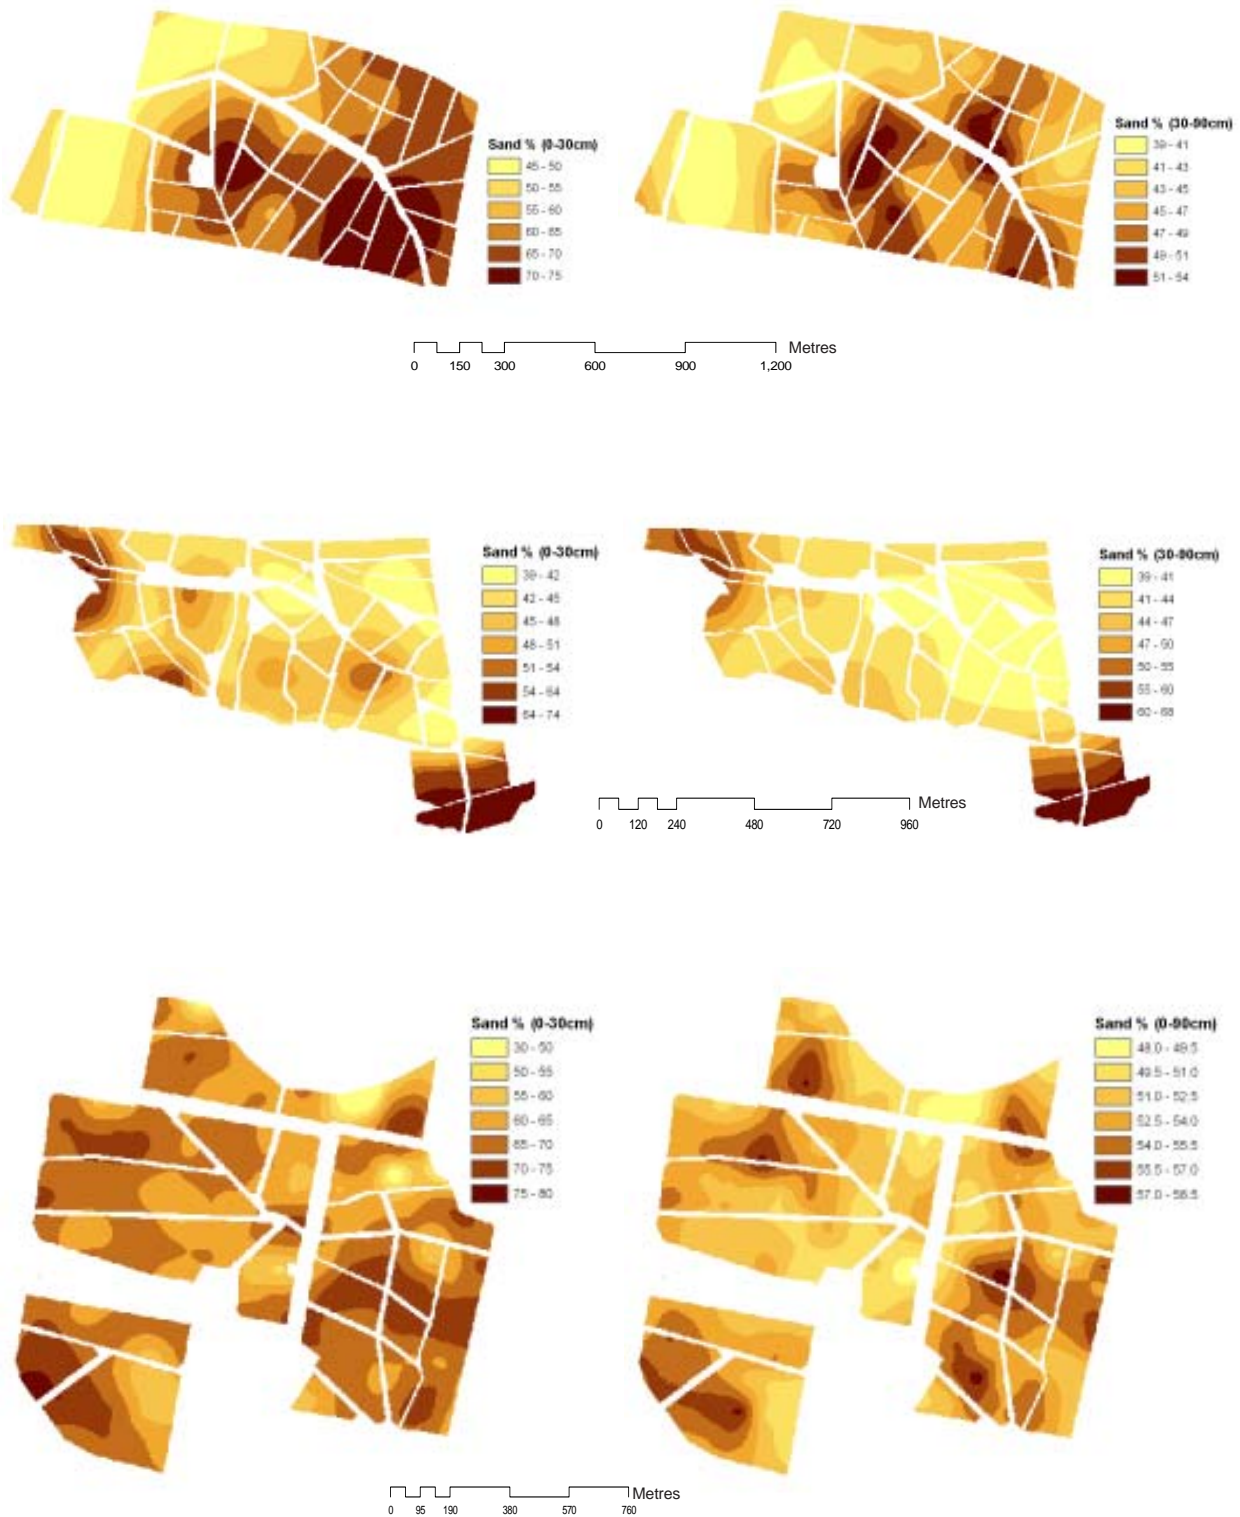 Sand % (0-30cm)
45 - 50
50 - 55
55 - 60
60 - 65
65 - 70
70 - 75
Sand % (30-90cm)
39 - 41
41 - 43
43 - 45
45 - 47
47 - 49
49 - 51
51 - 54
Metres
0 150 300 600 900 1,200
Sand % (0-30cm)
39 - 42
42 - 45
45 - 48
48 - 51
51 - 54
54 - 64
64 - 74
Sand % (30-90cm)
39 - 41
41 - 44
44 - 47
47 - 50
50 - 55
55 - 60
60 - 68
Metres
0 120 240 480 720 960
Sand % (0-30cm)
30 - 50
50 - 55
55 - 60
60 - 65
65 - 70
70 - 75
75 - 80
Sand % (0-90cm)
48.0 - 49.5
49.5 - 51.0
51.0 - 52.5
52.5 - 54.0
54.0 - 55.5
55.5 - 57.0
57.0 - 58.5
Metres
0 95 190 380 570 760